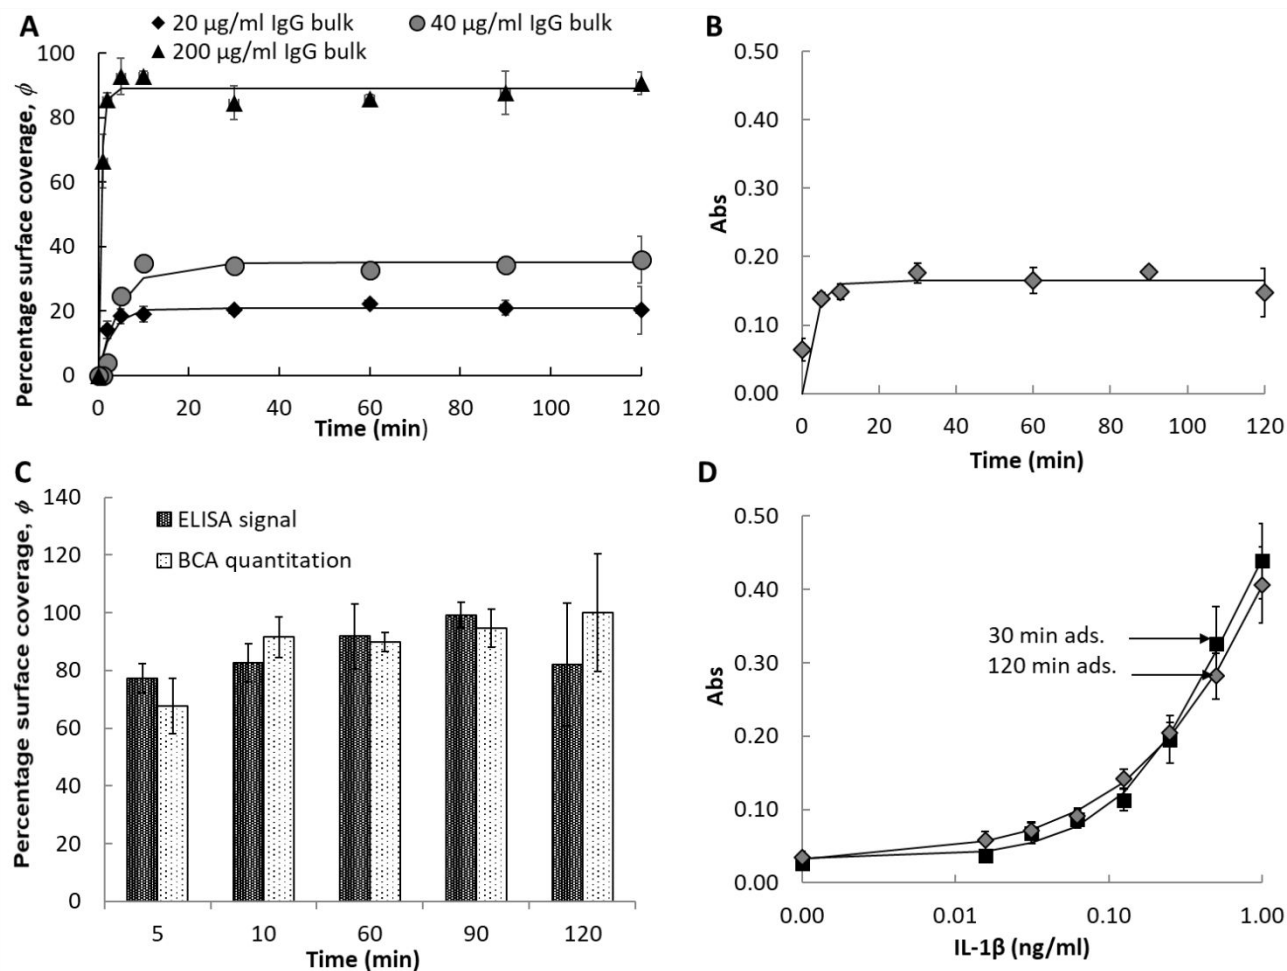 A
20 µg/ml IgG bulk
40 µg/ml IgG bulk
200 µg/ml IgG bulk
Percentage surface coverage, ϕ
100
80
60
40
20
0
0 20 40 60 80 100 120
Time (min)
B
Abs
0.50
0.40
0.30
0.20
0.10
0.00
0 20 40 60 80 100 120
Time (min)
C
Percentage surface coverage, ϕ
140
120
100
80
60
40
20
0
ELISA signal
BCA quantitation
5 10 60 90 120
Time (min)
D
Abs
0.50
0.40
0.30
0.20
0.10
0.00
30 min ads.
120 min ads.
0.00 0.01 0.10 1.00
IL-1β (ng/ml)